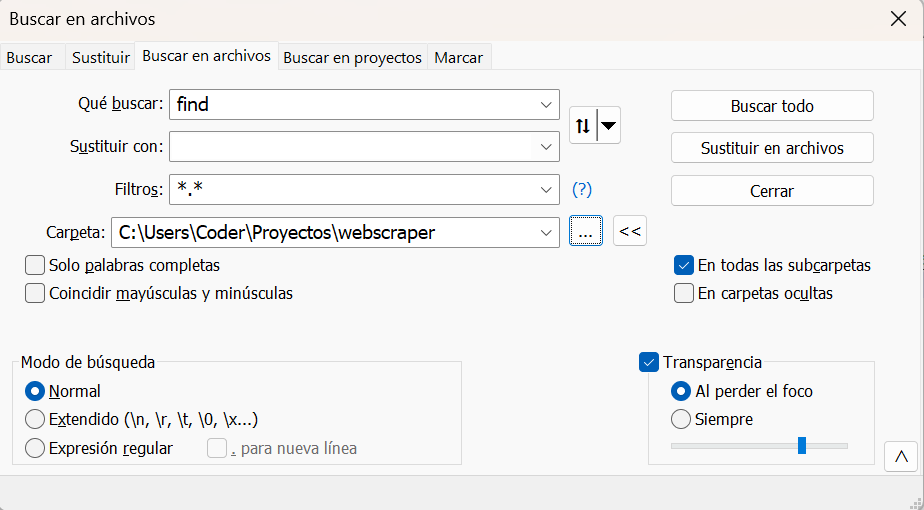 Buscar en archivos
Buscar Sustituir Buscar en archivos Buscar en proyectos Marcar
Qué buscar: find Buscar todo
Sustituir con: Sustituir en archivos
Filtros: *.* (?) Cerrar
Carpeta: C:\Users\Coder\Proyectos\webscraper ... <<
Solo palabras completas En todas las subcarpetas
Coincidir mayúsculas y minúsculas En carpetas ocultas
Modo de búsqueda Transparencia
Normal Al perder el foco
Extendido (\n, \r, \t, \0, \x...) Siempre
Expresión regular . para nueva línea